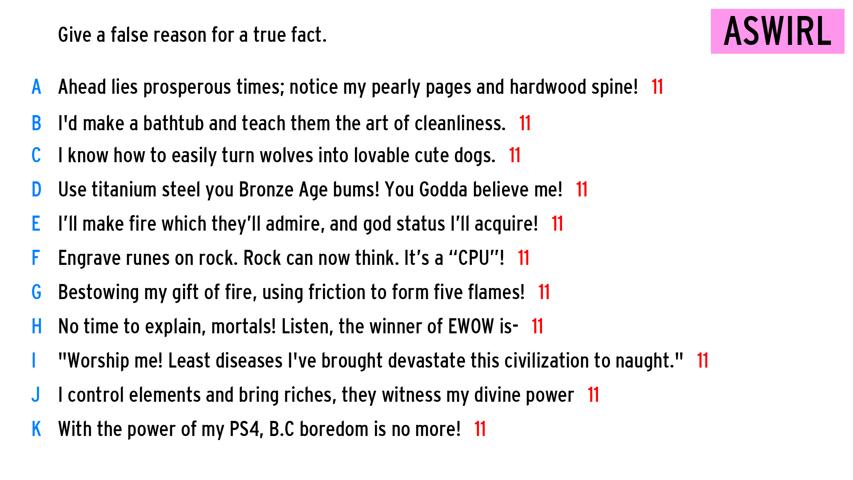 Give a false reason for a true fact.
ASWIRL
A Ahead lies prosperous times; notice my pearly pages and hardwood spine! 11
B I'd make a bathtub and teach them the art of cleanliness. 11
C I know how to easily turn wolves into lovable cute dogs. 11
D Use titanium steel you Bronze Age bums! You Godda believe me! 11
E I’ll make fire which they’ll admire, and god status I’ll acquire! 11
F Engrave runes on rock. Rock can now think. It’s a “CPU”! 11
G Bestowing my gift of fire, using friction to form five flames! 11
H No time to explain, mortals! Listen, the winner of EWOW is- 11
I "Worship me! Least diseases I've brought devastate this civilization to naught." 11
J I control elements and bring riches, they witness my divine power 11
K With the power of my PS4, B.C boredom is no more! 11